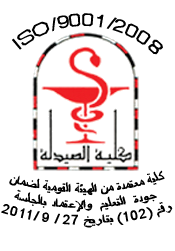 ISO/9001/2008
كلية الصيدلة
كلية معتمدة من الهيئة القومية لضمان
جودة التعليم والإعتماد بالجلسة
رقم (102) بتاريخ 27 / 9 / 2011